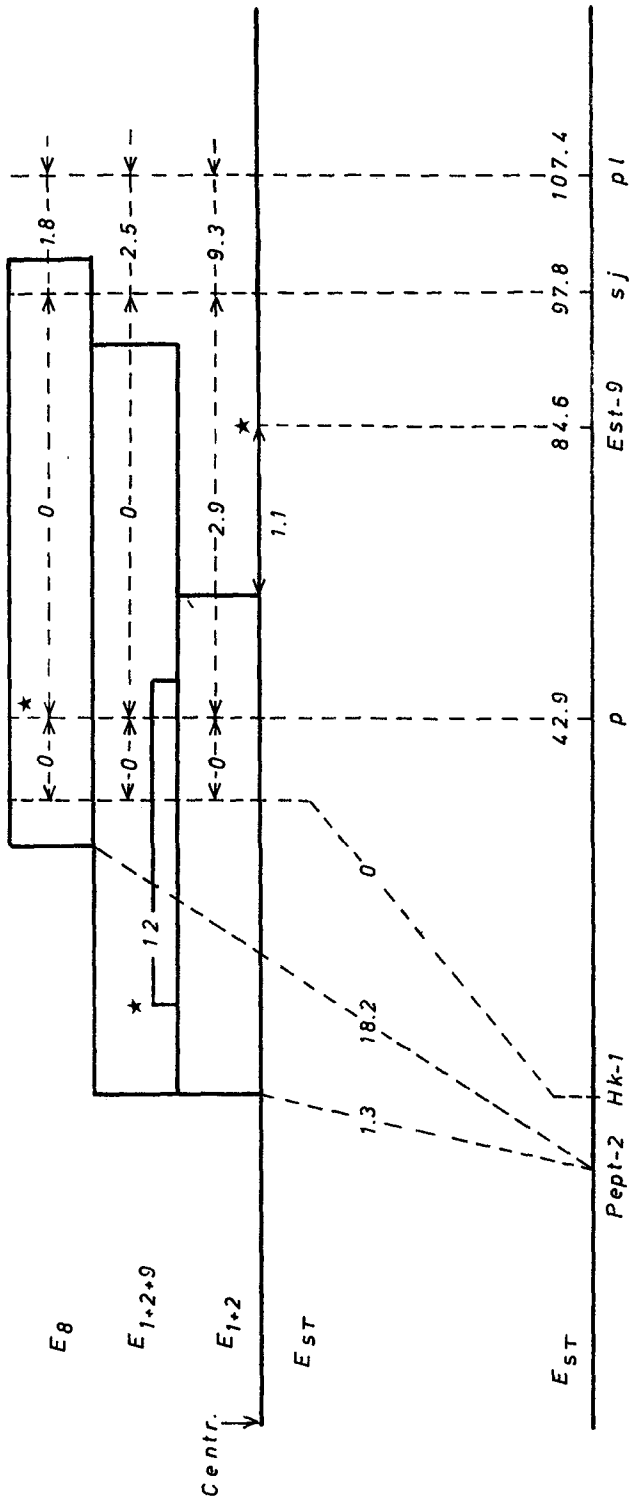 E8 0 0 1.8
E1+2+9 12 0 0 2.5
E1+2 0 2.9 9.3
Centr.
EST 1.1
1.3 18.2 0
EST 42.9 84.6 97.8 107.4
Pept-2 Hk-1 p Est-9 sj pl